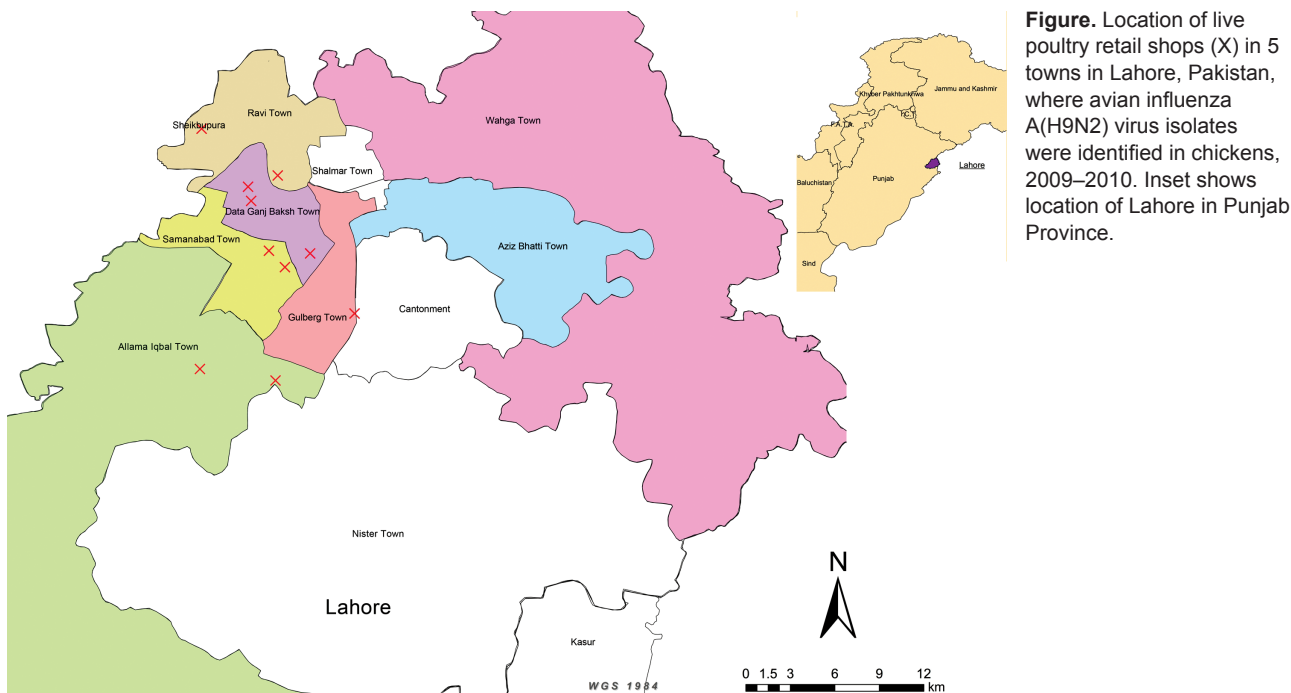 Figure. Location of live
poultry retail shops (X) in 5
towns in Lahore, Pakistan,
where avian influenza
A(H9N2) virus isolates
were identified in chickens,
2009–2010. Inset shows
location of Lahore in Punjab
Province.
Khyber Pakhtunkhwa
Jammu and Kashmir
Lahore
Baluchistan
Punjab
Sind
Ravi Town
Sheikhupura
Wahga Town
Shalmar Town
Data Ganj Baksh Town
Samanabad Town
Aziz Bhatti Town
Cantonment
Gulberg Town
Allama Iqbal Town
Nister Town
Lahore
Kasur
WGS 1984
N
0 1.5 3 6 9 12
km